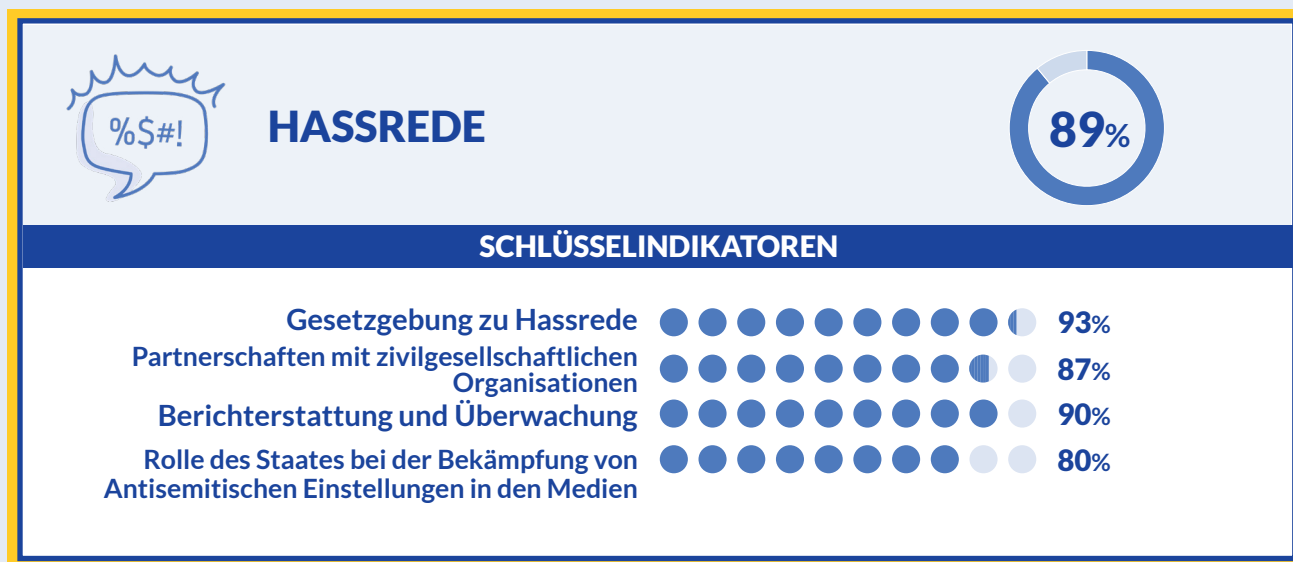 %$#!
HASSREDE
89%
SCHLÜSSELINDIKATOREN
Gesetzgebung zu Hassrede 93%
Partnerschaften mit zivilgesellschaftlichen
Organisationen 87%
Berichterstattung und Überwachung 90%
Rolle des Staates bei der Bekämpfung von 80%
Antisemitischen Einstellungen in den Medien